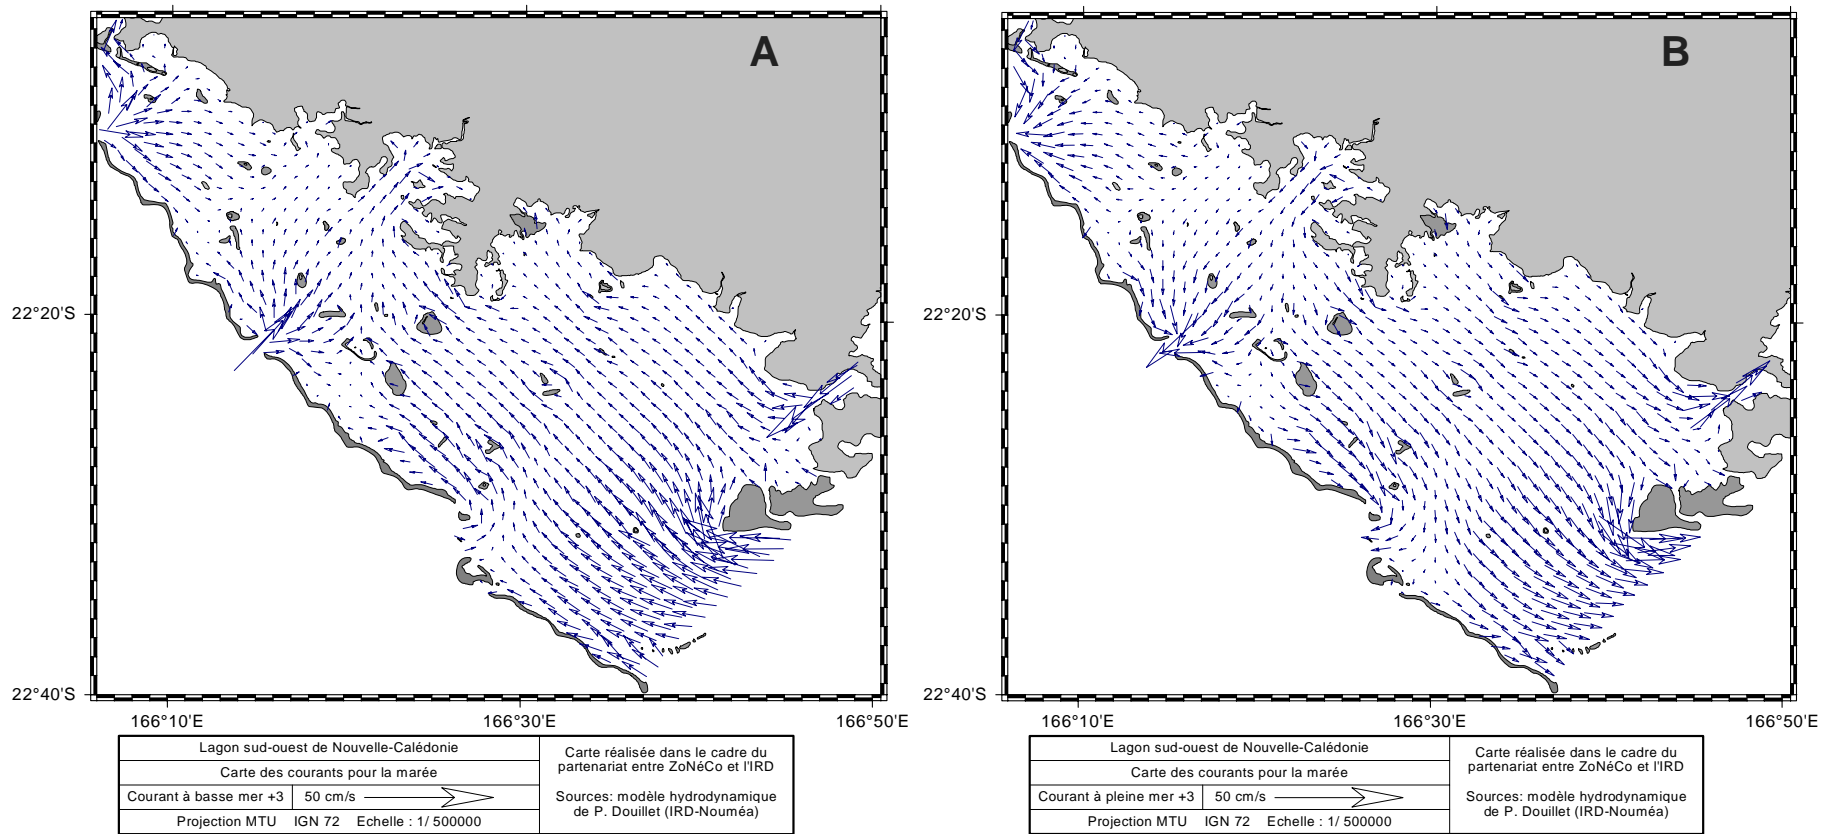 A
22°20'S
22°40'S
166°10'E
166°30'E
166°50'E
Lagon sud-ouest de Nouvelle-Calédonie
Carte des courants pour la marée
Courant à basse mer +3
50 cm/s
Projection MTU IGN 72 Echelle : 1/ 500000
Carte réalisée dans le cadre du
partenariat entre ZoNéCo et l'IRD
Sources: modèle hydrodynamique
de P. Douillet (IRD-Nouméa)
B
22°20'S
22°40'S
166°10'E
166°30'E
166°50'E
Lagon sud-ouest de Nouvelle-Calédonie
Carte des courants pour la marée
Courant à pleine mer +3
50 cm/s
Projection MTU IGN 72 Echelle : 1/ 500000
Carte réalisée dans le cadre du
partenariat entre ZoNéCo et l'IRD
Sources: modèle hydrodynamique
de P. Douillet (IRD-Nouméa)